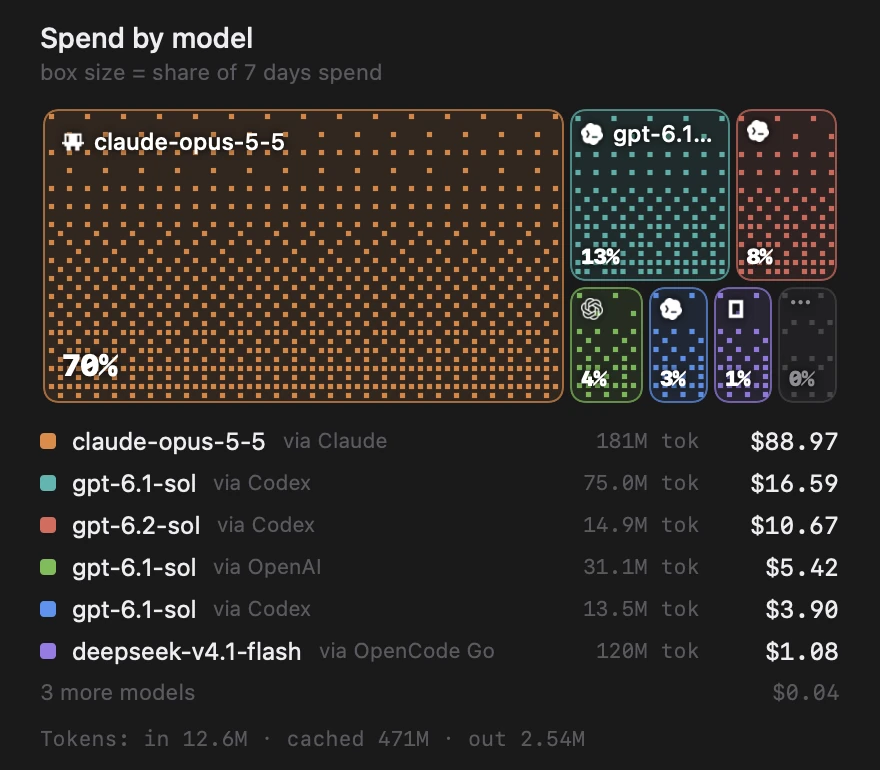 Spend by model
box size = share of 7 days spend
claude-opus-5-5
gpt-6.1...
70%
13%
8%
4%
3%
1%
0%
claude-opus-5-5 via Claude 181M tok $88.97
gpt-6.1-sol via Codex 75.0M tok $16.59
gpt-6.2-sol via Codex 14.9M tok $10.67
gpt-6.1-sol via OpenAI 31.1M tok $5.42
gpt-6.1-sol via Codex 13.5M tok $3.90
deepseek-v4.1-flash via OpenCode Go 120M tok $1.08
3 more models $0.04
Tokens: in 12.6M · cached 471M · out 2.54M